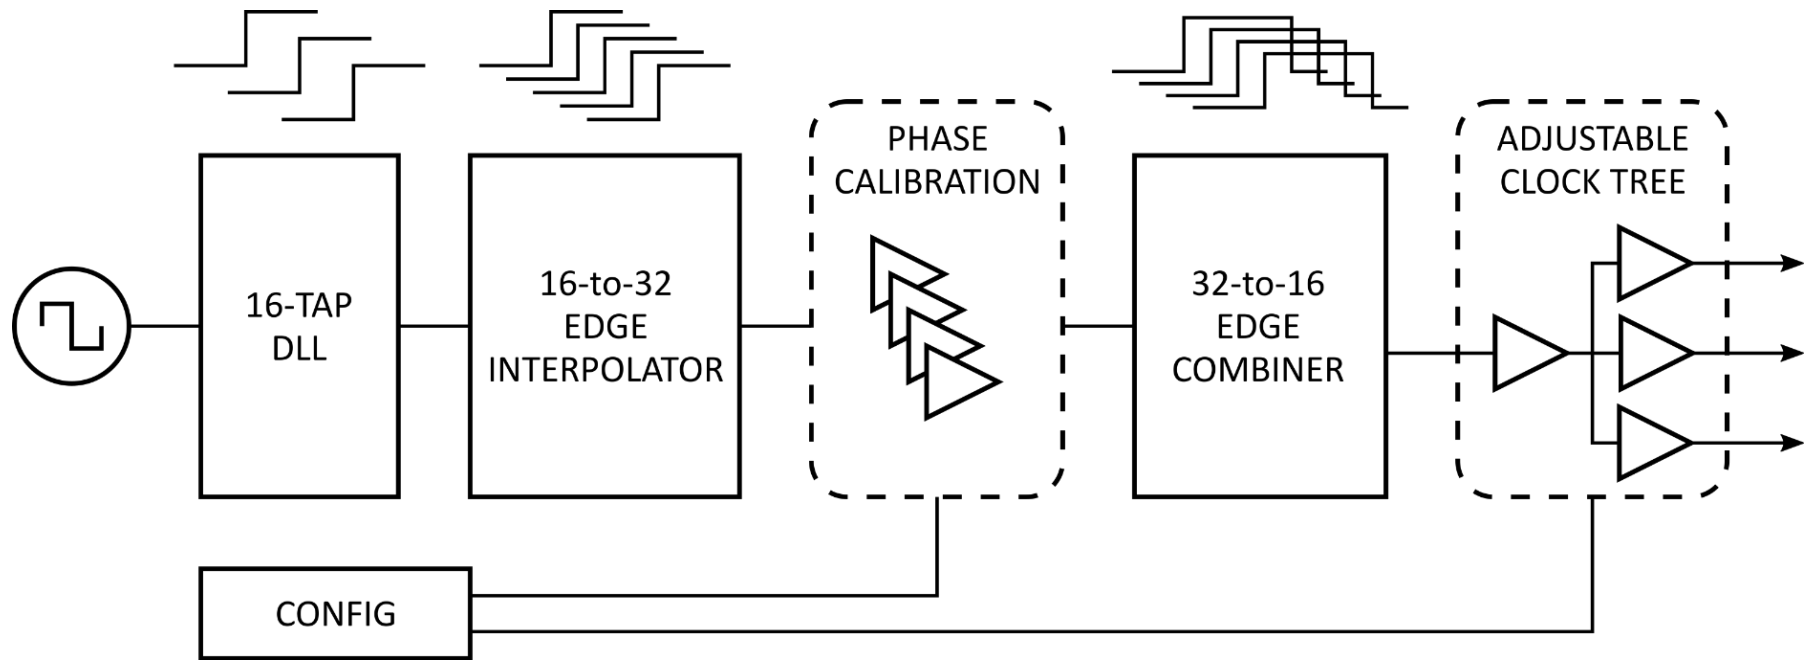 16-TAP
DLL
16-to-32
EDGE
INTERPOLATOR
PHASE
CALIBRATION
32-to-16
EDGE
COMBINER
ADJUSTABLE
CLOCK TREE
CONFIG